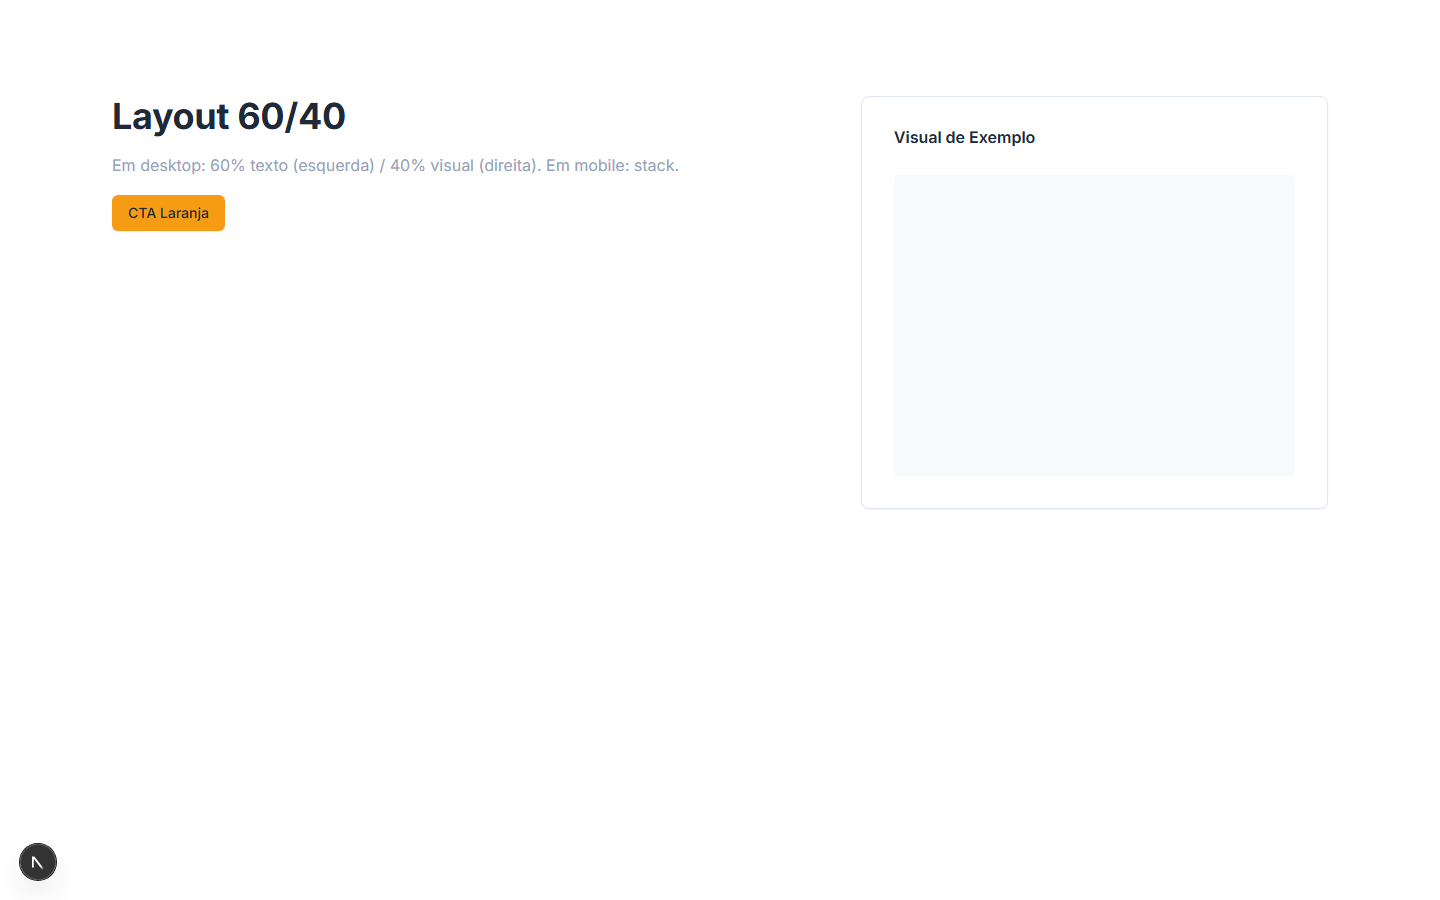 Layout 60/40
Em desktop: 60% texto (esquerda) / 40% visual (direita). Em mobile: stack.
CTA Laranja
Visual de Exemplo